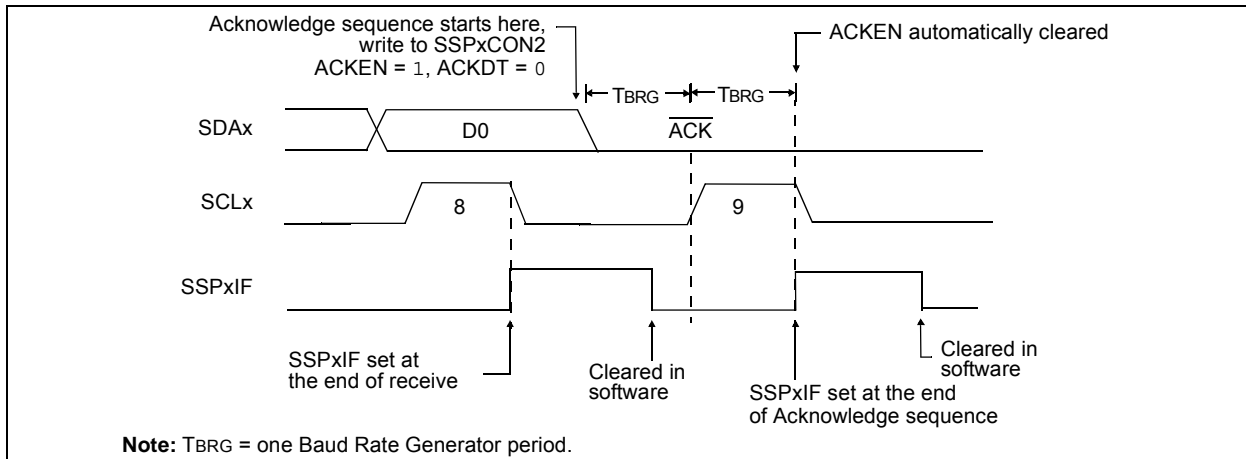 Acknowledge sequence starts here,
write to SSPxCON2
ACKEN = 1, ACKDT = 0
ACKEN automatically cleared
TBRG
TBRG
SDAx
D0
ACK
SCLx
8
9
SSPxIF
SSPxIF set at
the end of receive
Cleared in
software
SSPxIF set at the end
of Acknowledge sequence
Cleared in
software
Note: TBRG = one Baud Rate Generator period.